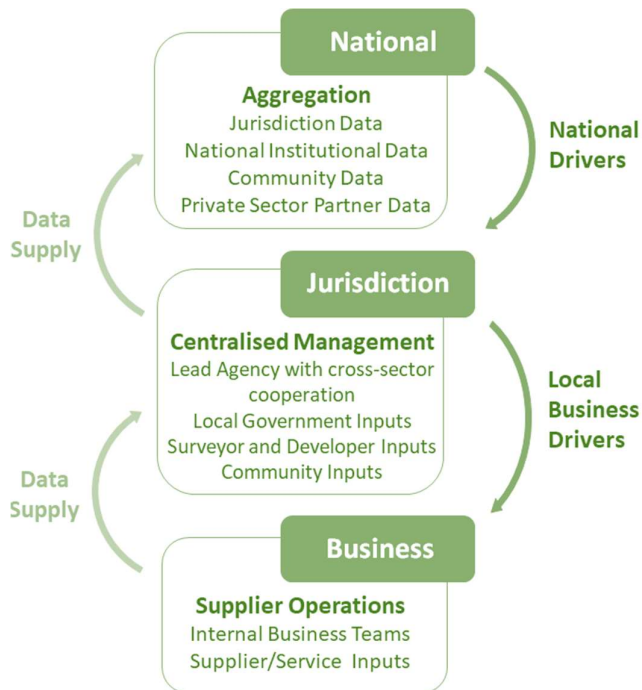 National
Aggregation
Jurisdiction Data
National Institutional Data
Community Data
Private Sector Partner Data
National
Drivers
Data
Supply
Jurisdiction
Centralised Management
Lead Agency with cross-sector
cooperation
Local Government Inputs
Surveyor and Developer Inputs
Community Inputs
Local
Business
Drivers
Data
Supply
Business
Supplier Operations
Internal Business Teams
Supplier/Service Inputs